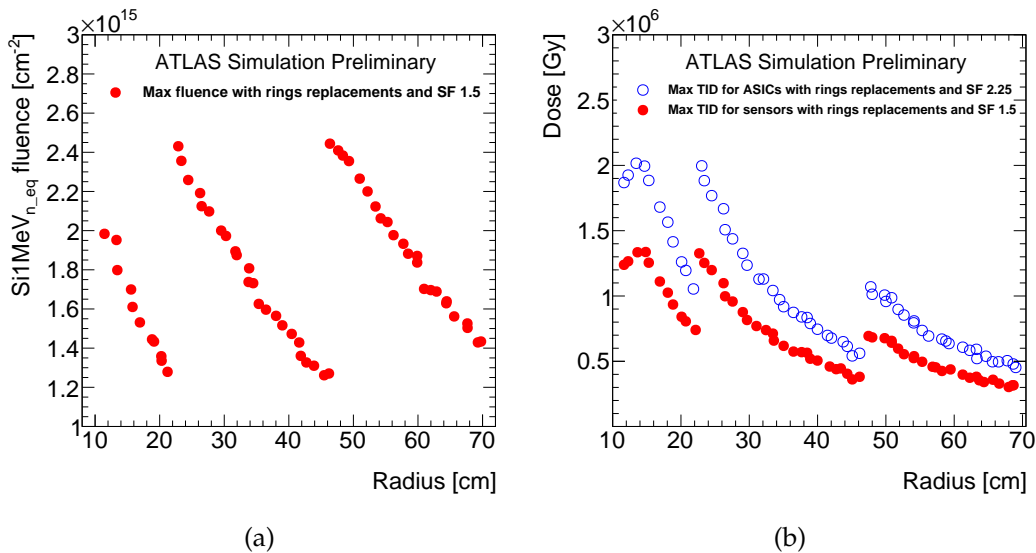 ×10^15
ATLAS Simulation Preliminary
Max fluence with rings replacements and SF 1.5
Si1MeV_n_eq fluence [cm^-2]
3
2.8
2.6
2.4
2.2
2
1.8
1.6
1.4
1.2
1
10 20 30 40 50 60 70
Radius [cm]
(a)
×10^6
ATLAS Simulation Preliminary
Max TID for ASICs with rings replacements and SF 2.25
Max TID for sensors with rings replacements and SF 1.5
Dose [Gy]
3
2.5
2
1.5
1
0.5
10 20 30 40 50 60 70
Radius [cm]
(b)